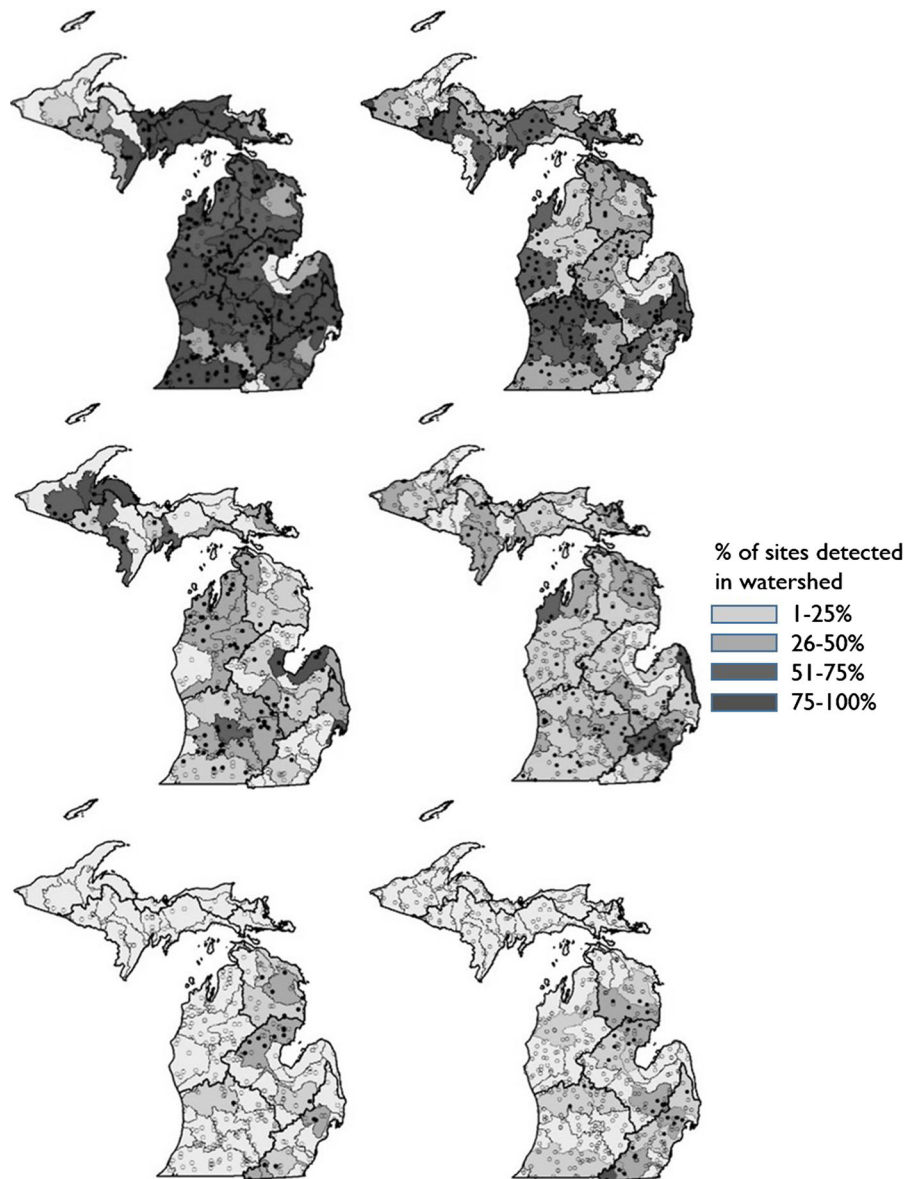 % of sites detected
in watershed
1-25%
26-50%
51-75%
75-100%